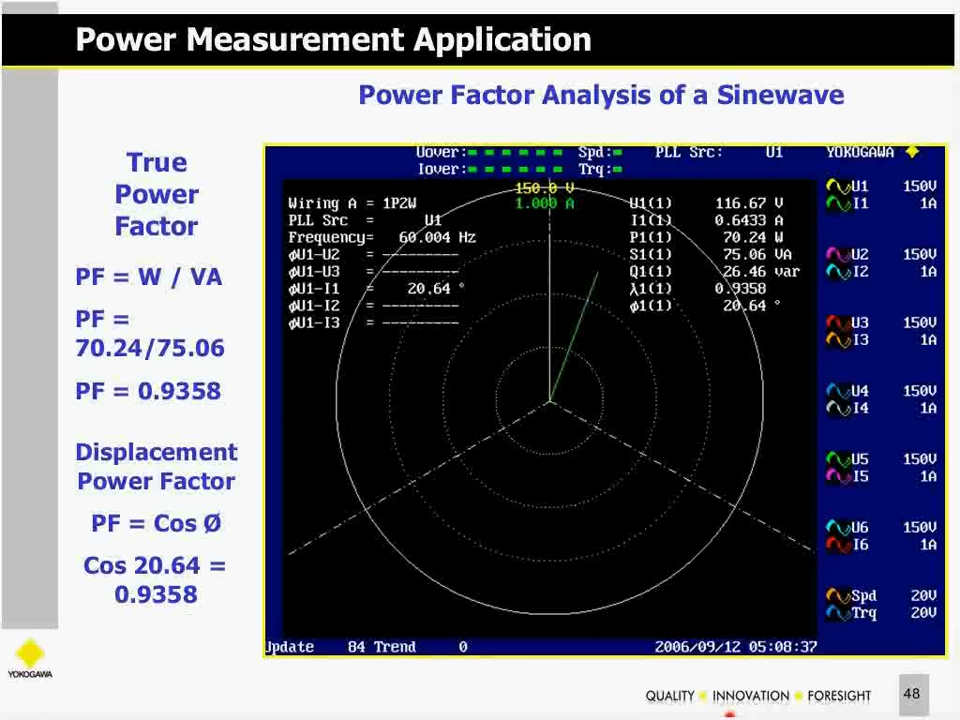 Power Measurement Application
Power Factor Analysis of a Sinewave
True
Power
Factor
PF = W / VA
PF =
70.24/75.06
PF = 0.9358
Displacement
Power Factor
PF = Cos Ø
Cos 20.64 =
0.9358
Uover: Spd: PLL Src: U1 YOKOGAWA
Iover: Trq:
150.0 V
1.000 A
Wiring A = 1P2W
PLL Src = U1
Frequency= 60.004 Hz
ϕU1-U2 = ---------
ϕU1-U3 = ---------
ϕU1-I1 = 20.64 °
ϕU1-I2 = ---------
ϕU1-I3 = ---------
U1(1) 116.67 V
I1(1) 0.6433 A
P1(1) 70.24 W
S1(1) 75.06 VA
Q1(1) 26.46 var
λ1(1) 0.9358
ϕ1(1) 20.64 °
U1 150V
I1 1A
U2 150V
I2 1A
U3 150V
I3 1A
U4 150V
I4 1A
U5 150V
I5 1A
U6 150V
I6 1A
Spd 20V
Trq 20V
Update 84 Trend 0 2006/09/12 05:08:37
YOKOGAWA
QUALITY INNOVATION FORESIGHT
48